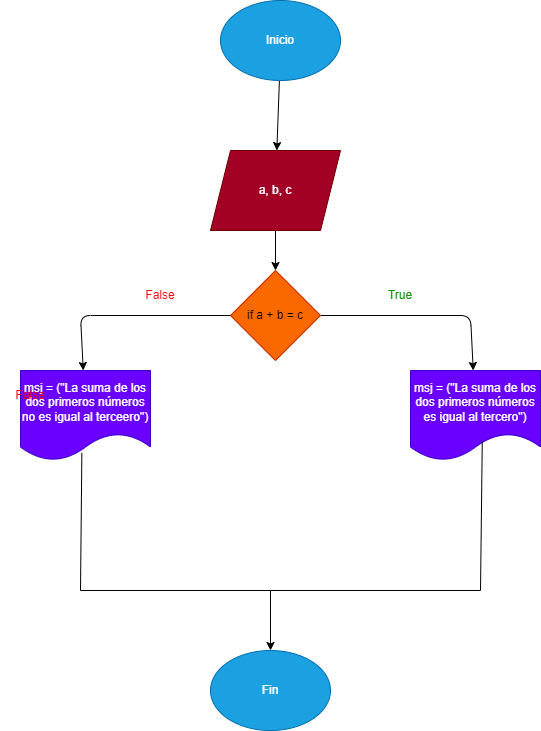 Inicio
a, b, c
False
True
if a + b = c
msj = ("La suma de los
dos primeros números
no es igual al terceero")
msj = ("La suma de los
dos primeros números
es igual al tercero")
Fin